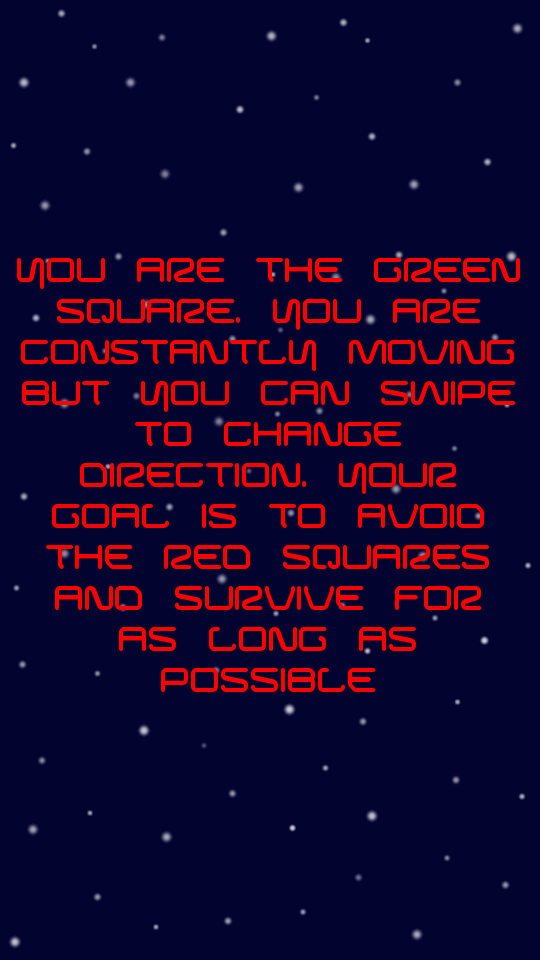 YOU ARE THE GREEN
SQUARE. YOU ARE
CONSTANTLY MOVING
BUT YOU CAN SWIPE
TO CHANGE
DIRECTION. YOUR
GOAL IS TO AVOID
THE RED SQUARES
AND SURVIVE FOR
AS LONG AS
POSSIBLE